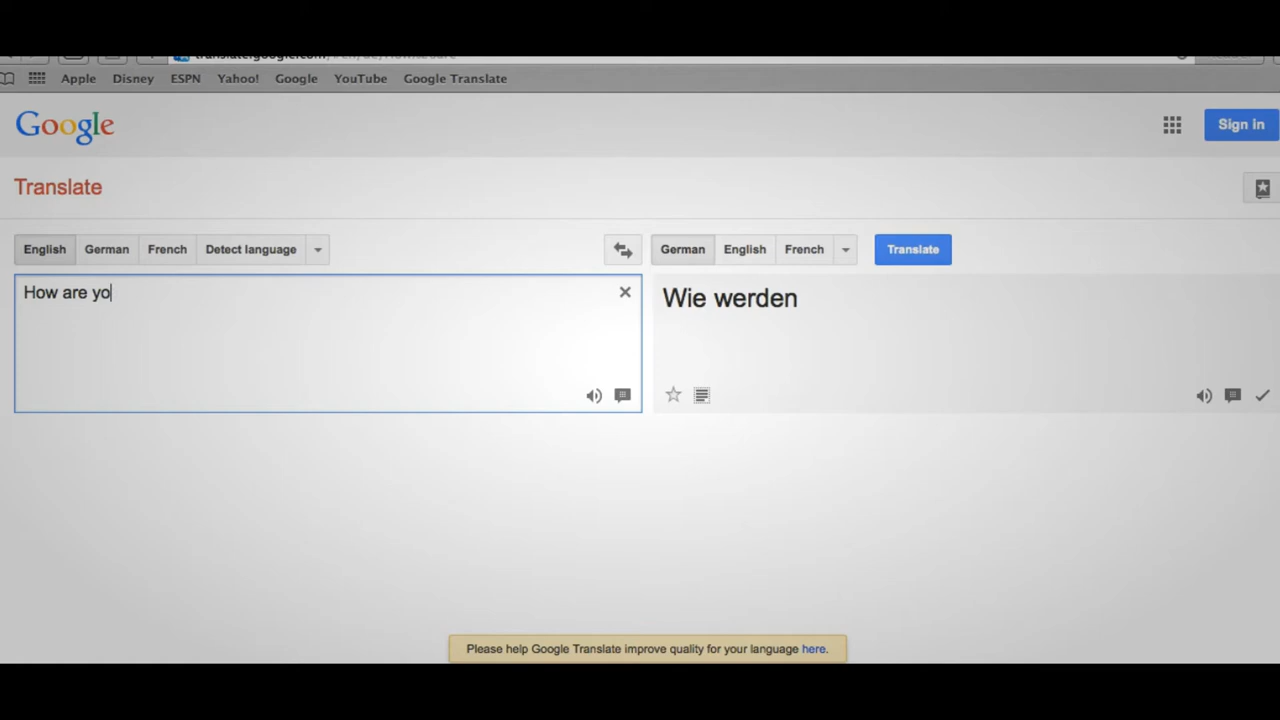 Apple Disney ESPN Yahoo! Google YouTube Google Translate
Google
Sign in
Translate
English German French Detect language
German English French Translate
How are yo
Wie werden
Please help Google Translate improve quality for your language here.